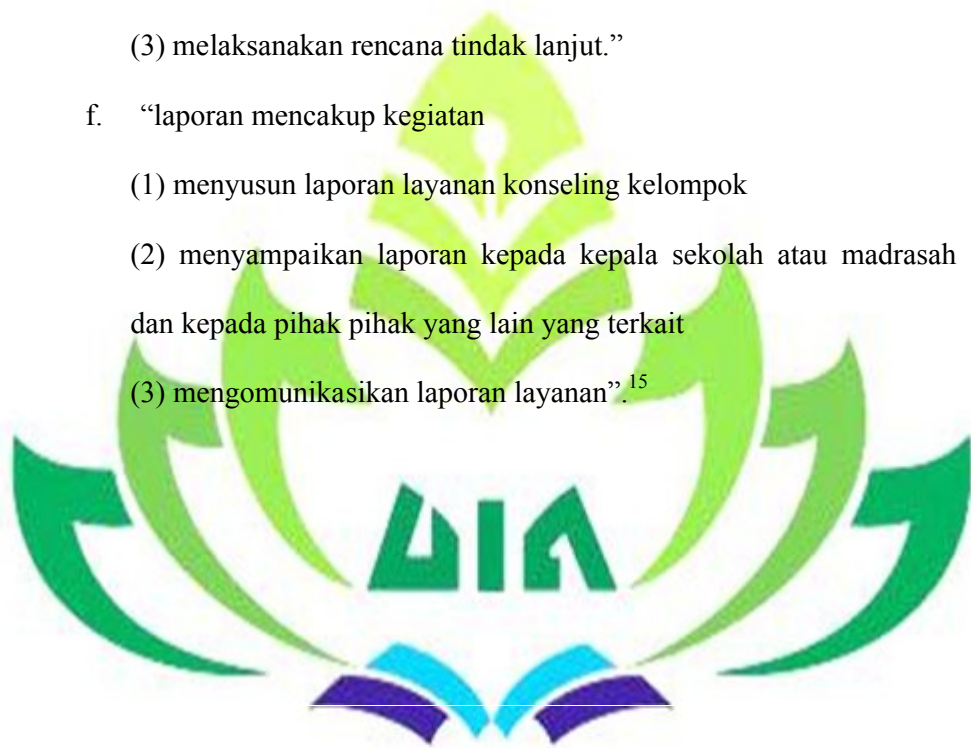 (3) melaksanakan rencana tindak lanjut.”
f. “laporan mencakup kegiatan
(1) menyusun laporan layanan konseling kelompok
(2) menyampaikan laporan kepada kepala sekolah atau madrasah
dan kepada pihak pihak yang lain yang terkait
(3) mengomunikasikan laporan layanan”.15
UIN